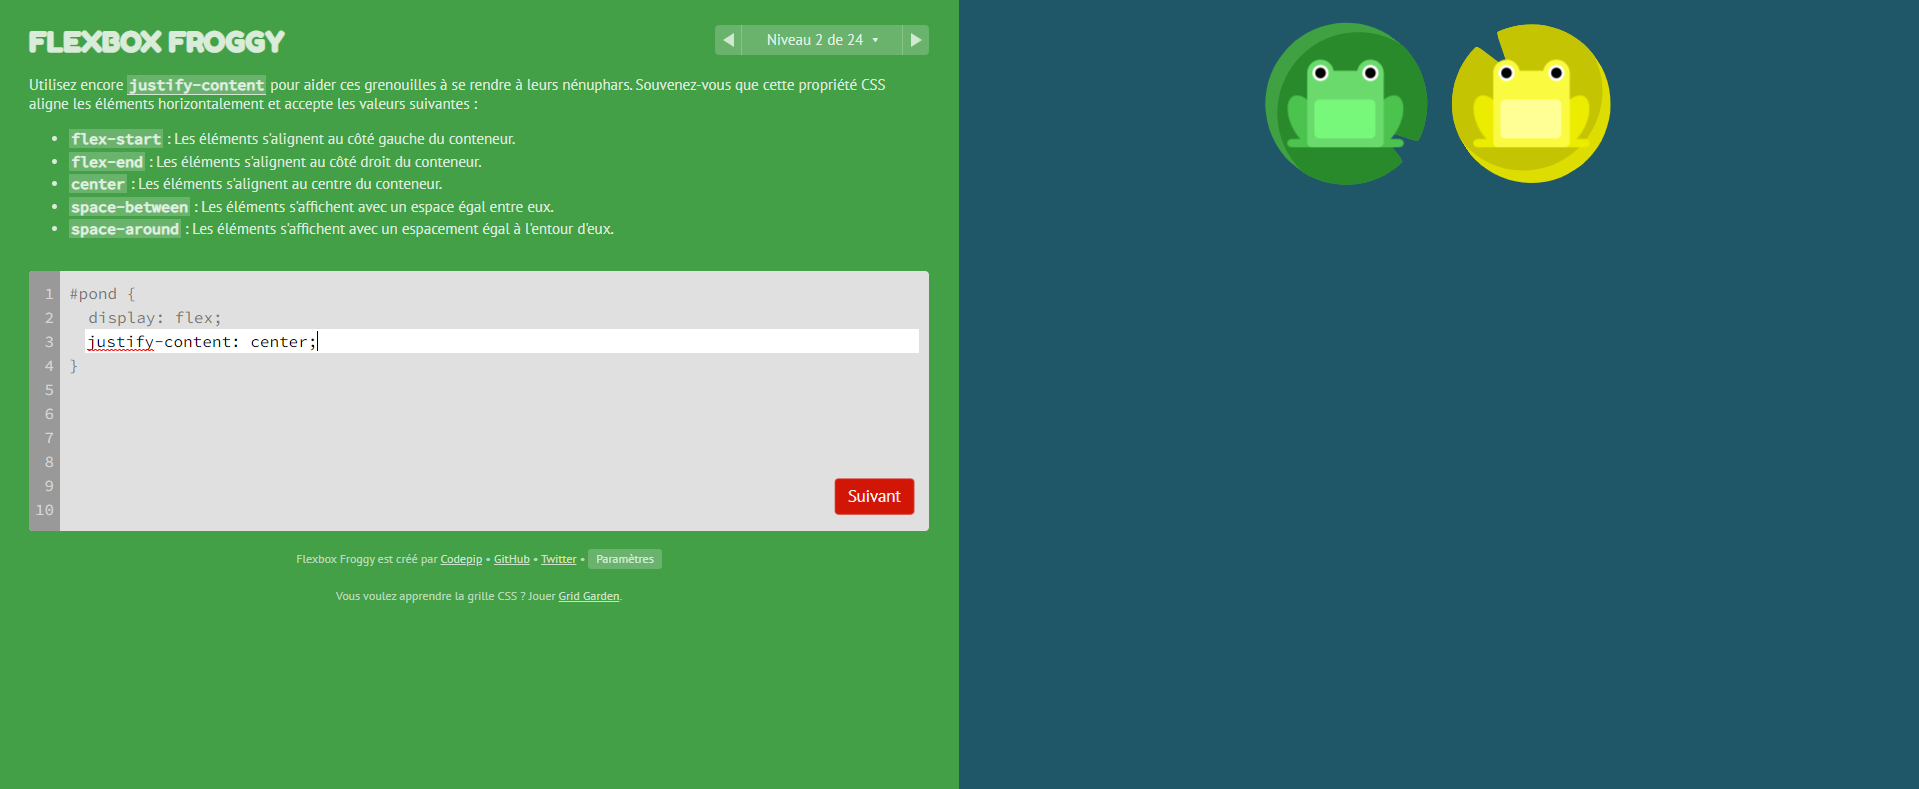 FLEXBOX FROGGY
Niveau 2 de 24
Utilisez encore justify-content pour aider ces grenouilles à se rendre à leurs nénuphars. Souvenez-vous que cette propriété CSS
aligne les éléments horizontalement et accepte les valeurs suivantes :
• flex-start : Les éléments s'alignent au côté gauche du conteneur.
• flex-end : Les éléments s'alignent au côté droit du conteneur.
• center : Les éléments s'alignent au centre du conteneur.
• space-between : Les éléments s'affichent avec un espace égal entre eux.
• space-around : Les éléments s'affichent avec un espacement égal à l'entour d'eux.
1 #pond {
2 display: flex;
3 justify-content: center;
4 }
5
6
7
8
9
10
Suivant
Flexbox Froggy est créé par Codepip • GitHub • Twitter • Paramètres
Vous voulez apprendre la grille CSS ? Jouer Grid Garden.